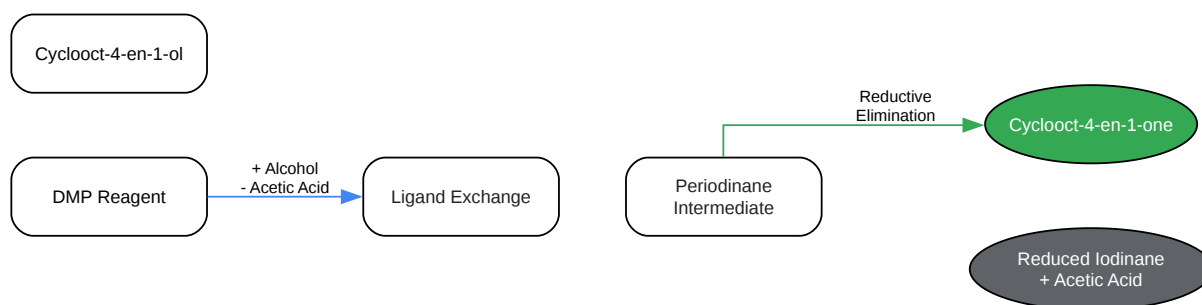 Cyclooct-4-en-1-ol
Reductive
Elimination
Cyclooct-4-en-1-one
+ Alcohol
- Acetic Acid
DMP Reagent
Ligand Exchange
Periodinane
Intermediate
Reduced Iodinane
+ Acetic Acid